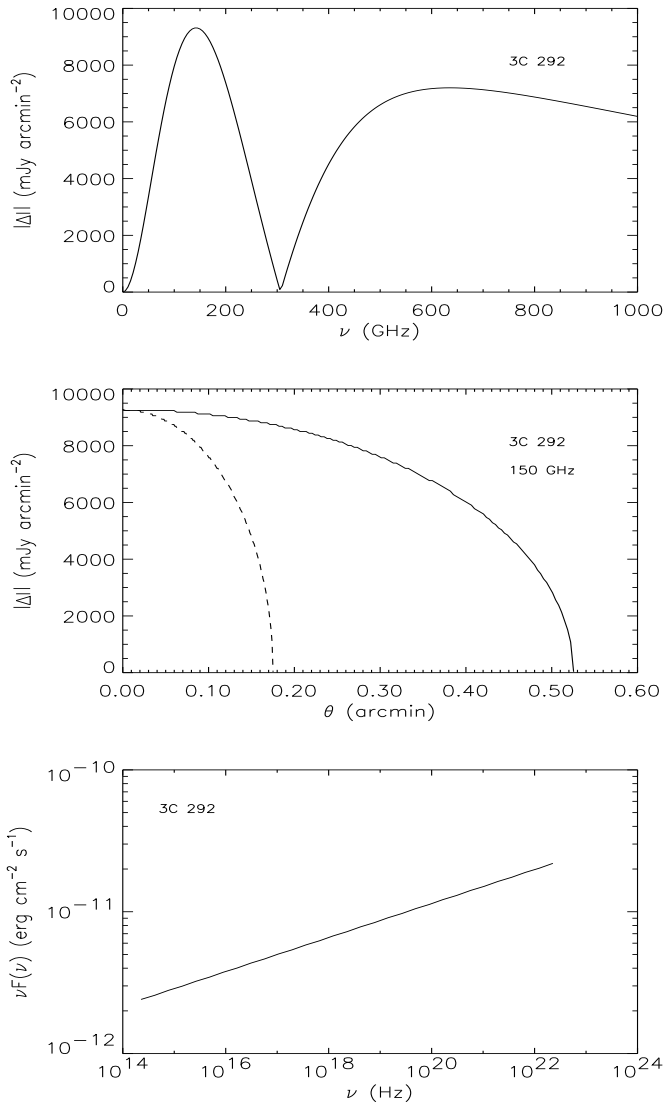 10000
8000
6000
4000
2000
0
|ΔI| (mJy arcmin⁻²)
3C 292
0 200 400 600 800 1000
ν (GHz)
10000
8000
6000
4000
2000
0
|ΔI| (mJy arcmin⁻²)
3C 292
150 GHz
0.00 0.10 0.20 0.30 0.40 0.50 0.60
θ (arcmin)
10⁻¹⁰
10⁻¹¹
10⁻¹²
νF(ν) (erg cm⁻² s⁻¹)
3C 292
10¹⁴ 10¹⁶ 10¹⁸ 10²⁰ 10²² 10²⁴
ν (Hz)